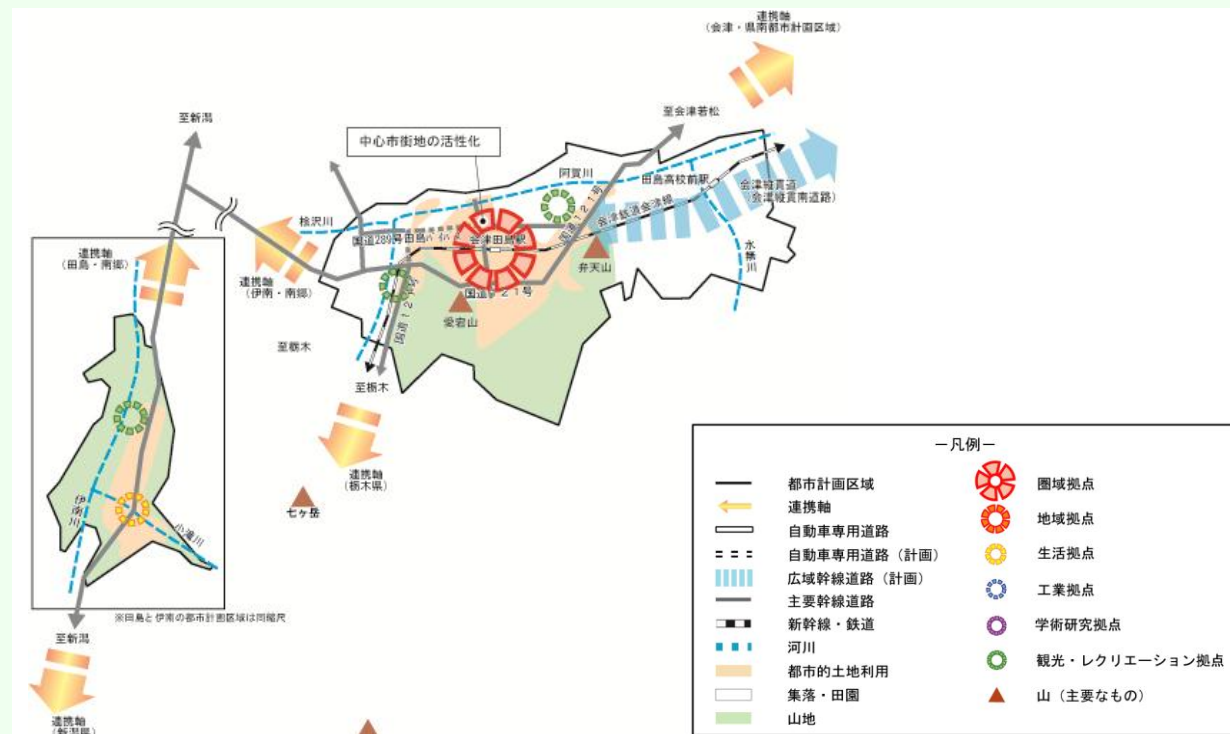 連携軸
(会津・県南都市計画区域)
至新潟
至会津若松
中心市街地の活性化
阿賀川
田島高校前駅
会津縦貫道
会津縦貫南道路)
国道121号
会津鉄道会津線
桧沢川
国道289号田島バイパス
会津田島駅
水無川
連携軸
(田島・南郷)
連携軸
(伊南・南郷)
弁天山
国道121号
愛宕山
国道121号
至栃木
至栃木
連携軸
(栃木県)
七ヶ岳
伊南川
小滝川
※田島と伊南の都市計画区域は同縮尺
至新潟
連携軸
(新潟県)
-凡例-
都市計画区域
連携軸
自動車専用道路
自動車専用道路(計画)
広域幹線道路(計画)
主要幹線道路
新幹線・鉄道
河川
都市的土地利用
集落・田園
山地
圏域拠点
地域拠点
生活拠点
工業拠点
学術研究拠点
観光・レクリエーション拠点
山(主要なもの)